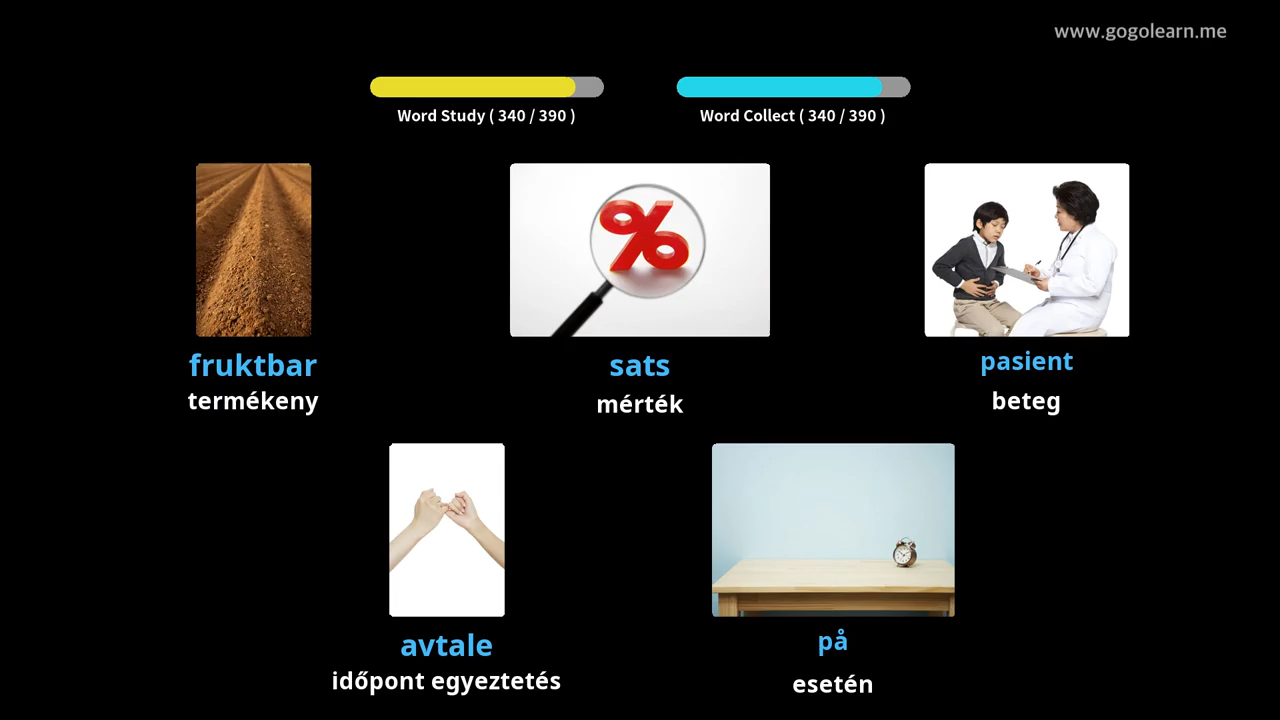 www.gogolearn.me
Word Study ( 340 / 390 )
Word Collect ( 340 / 390 )
%
fruktbar
termékeny
sats
mérték
pasient
beteg
avtale
időpont egyeztetés
på
esetén